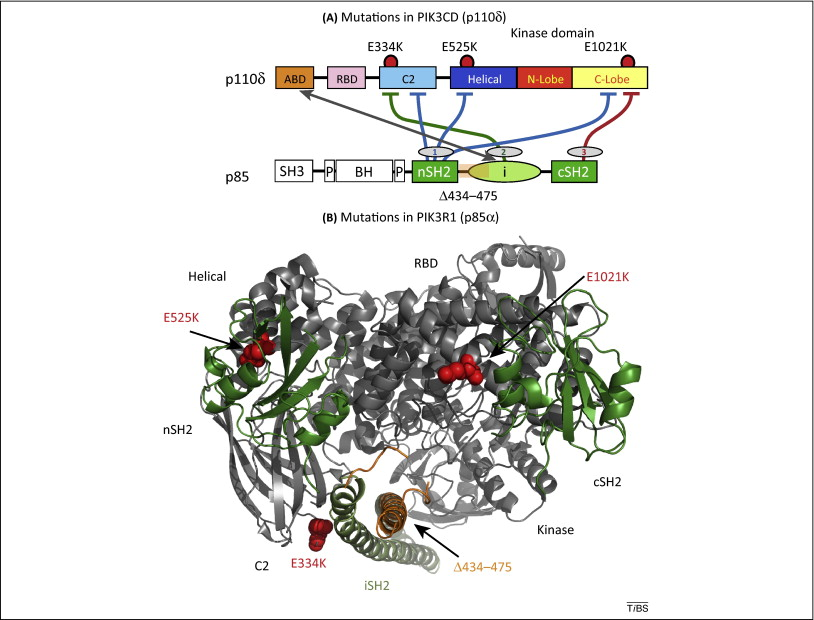 (A) Mutations in PIK3CD (p110δ)
Kinase domain
E334K
E525K
E1021K
p110δ
ABD
RBD
C2
Helical
N-Lobe
C-Lobe
1
2
3
p85
SH3
P
BH
P
nSH2
i
cSH2
Δ434–475
(B) Mutations in PIK3R1 (p85α)
RBD
Helical
E1021K
E525K
nSH2
cSH2
Kinase
C2
E334K
Δ434–475
iSH2
T/BS